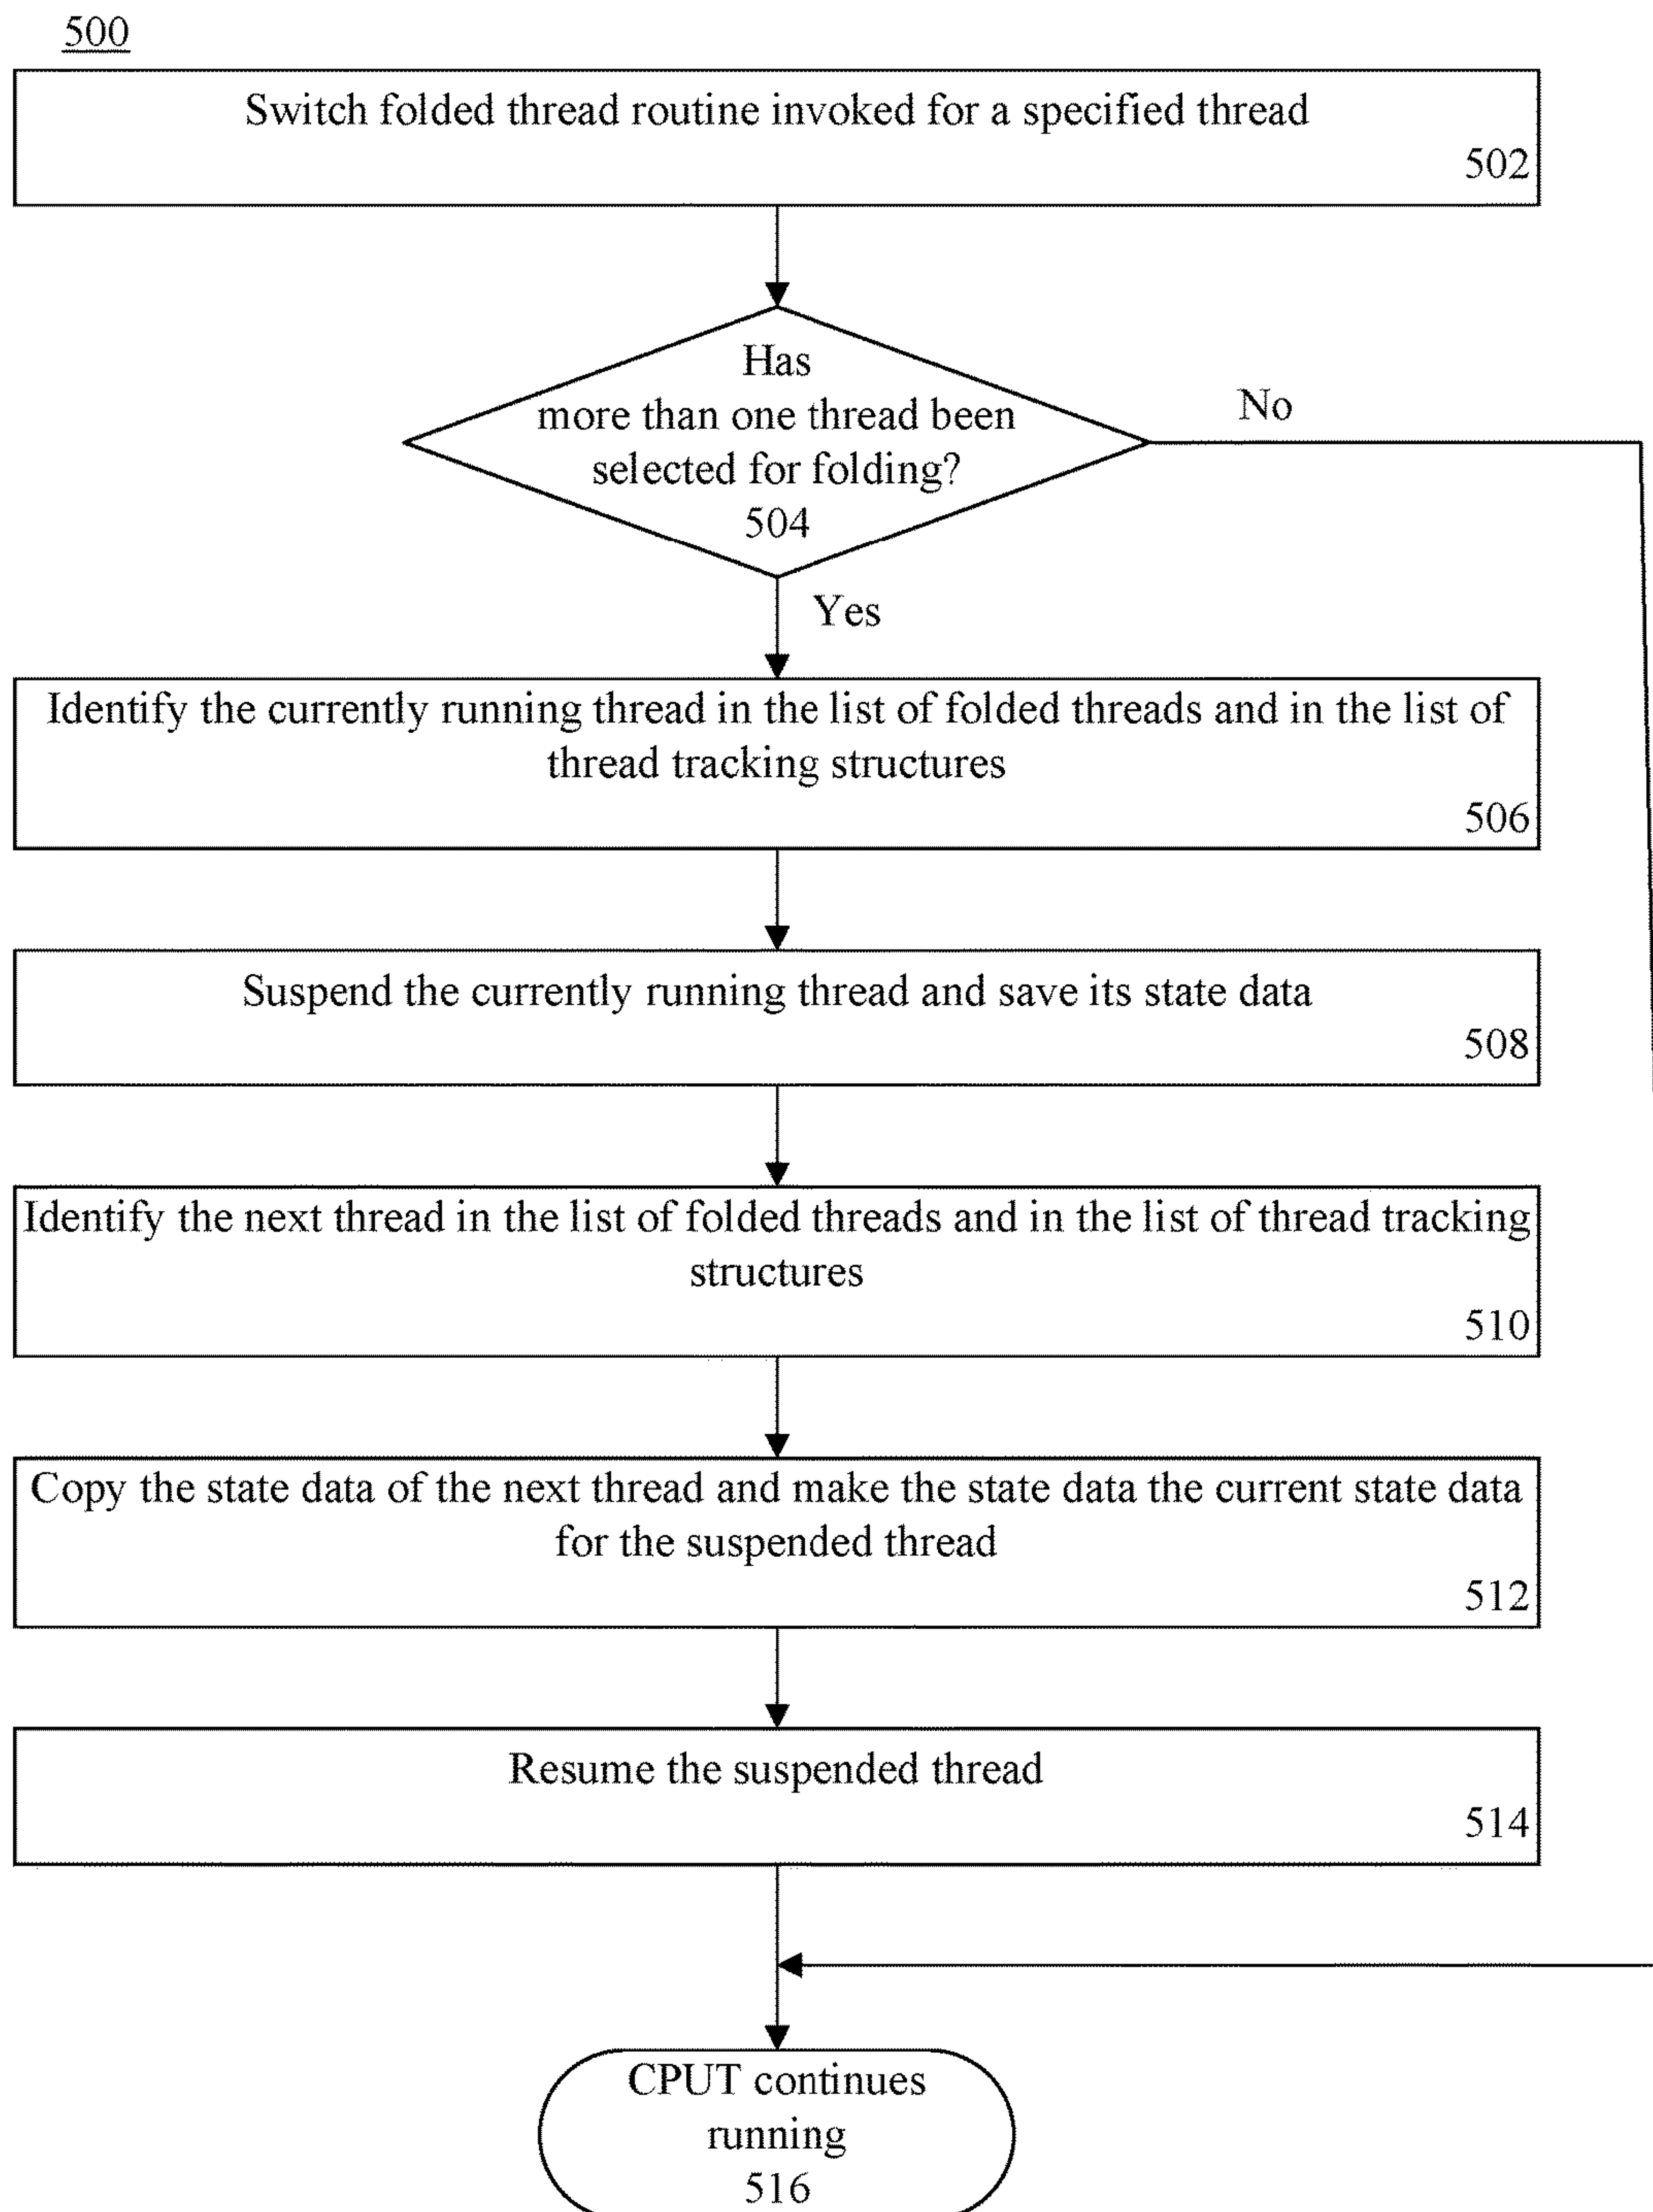 500
Switch folded thread routine invoked for a specified thread
502
Has
more than one thread been
selected for folding?
504
No
Yes
Identify the currently running thread in the list of folded threads and in the list of
thread tracking structures
506
Suspend the currently running thread and save its state data
508
Identify the next thread in the list of folded threads and in the list of thread tracking
structures
510
Copy the state data of the next thread and make the state data the current state data
for the suspended thread
512
Resume the suspended thread
514
CPUT continues
running
516